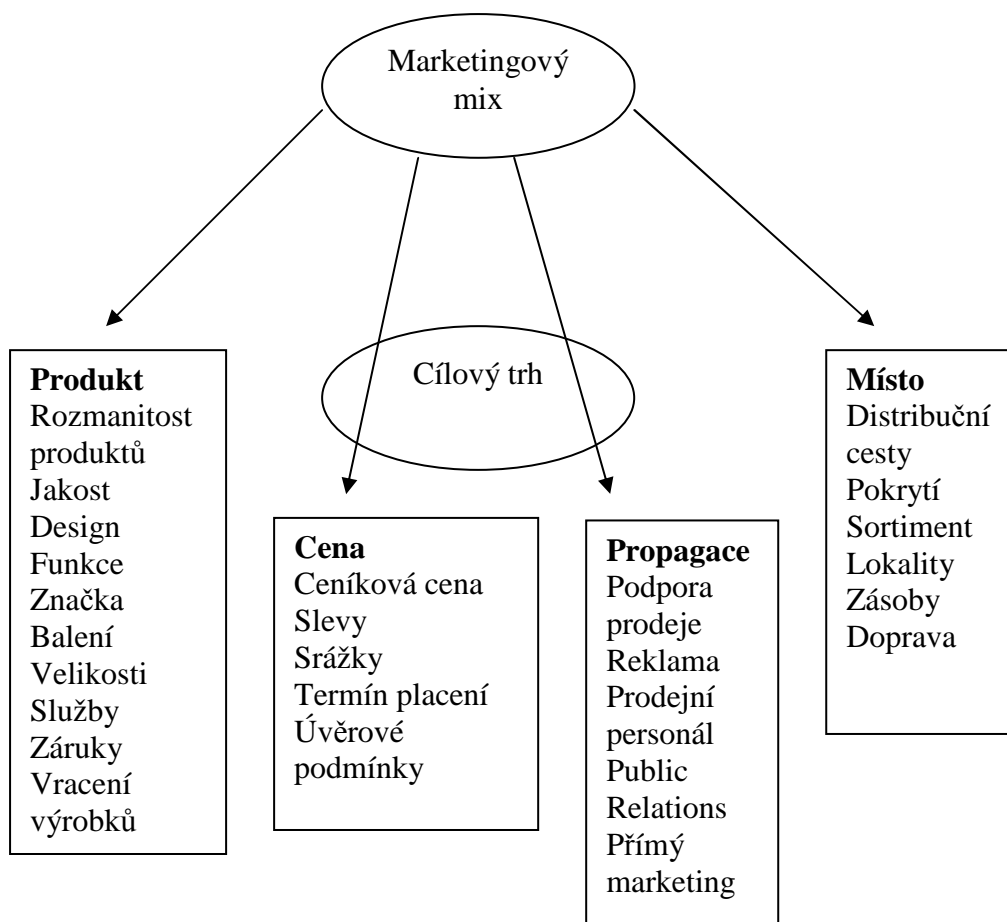 Marketingový
mix
Cílový trh
Produkt
Rozmanitost
produktů
Jakost
Design
Funkce
Značka
Balení
Velikosti
Služby
Záruky
Vracení
výrobků
Cena
Ceníková cena
Slevy
Srážky
Termín placení
Úvěrové
podmínky
Propagace
Podpora
prodeje
Reklama
Prodejní
personál
Public
Relations
Přímý
marketing
Místo
Distribuční
cesty
Pokrytí
Sortiment
Lokality
Zásoby
Doprava